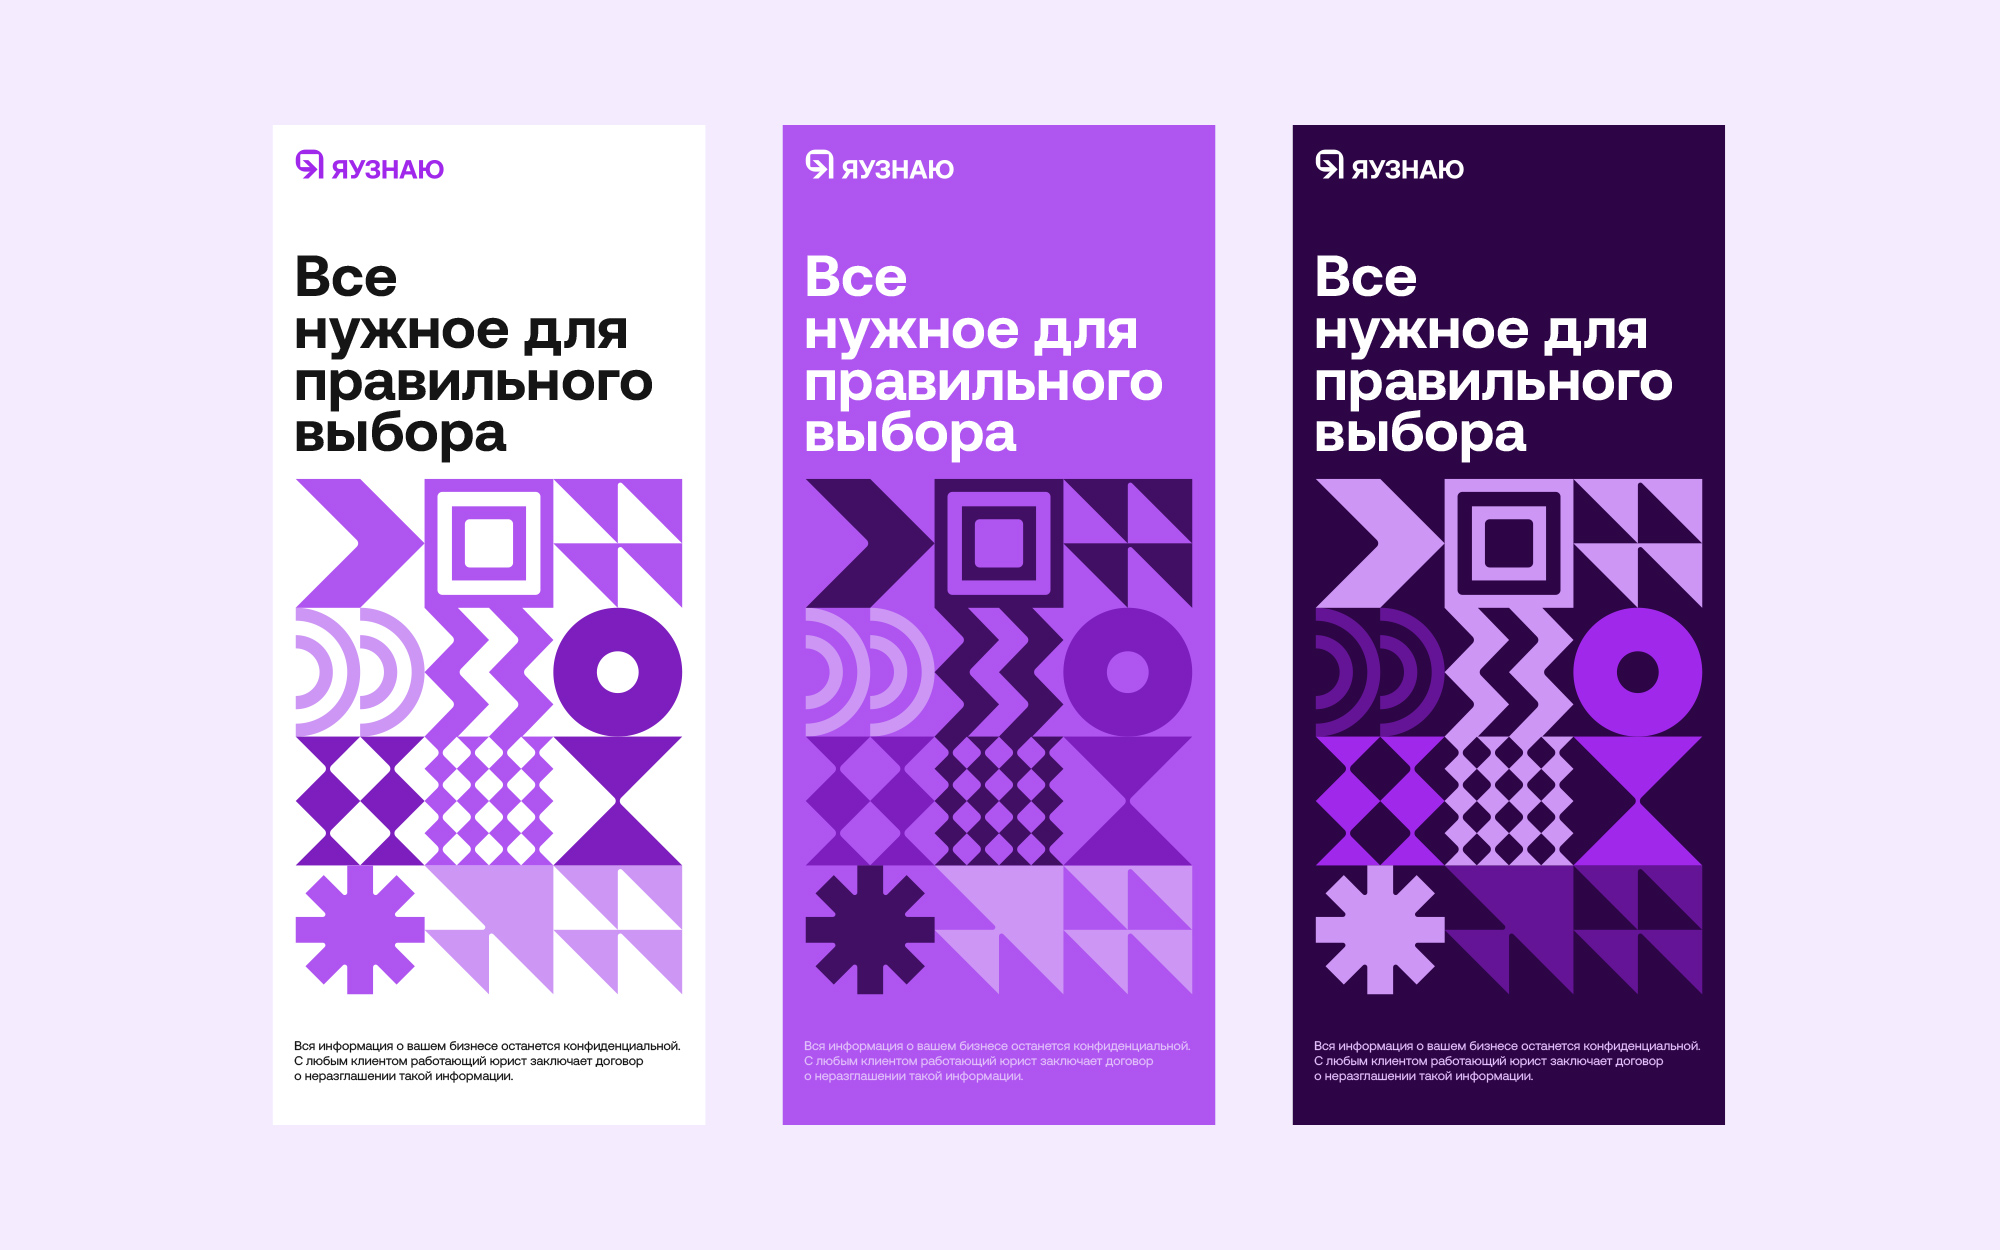 ЯУЗНАЮ
Все
нужное для
правильного
выбора
Вся информация о вашем бизнесе останется конфиденциальной.
С любым клиентом работающий юрист заключает договор
о неразглашении такой информации.
ЯУЗНАЮ
Все
нужное для
правильного
выбора
Вся информация о вашем бизнесе останется конфиденциальной.
С любым клиентом работающий юрист заключает договор
о неразглашении такой информации.
ЯУЗНАЮ
Все
нужное для
правильного
выбора
Вся информация о вашем бизнесе останется конфиденциальной.
С любым клиентом работающий юрист заключает договор
о неразглашении такой информации.